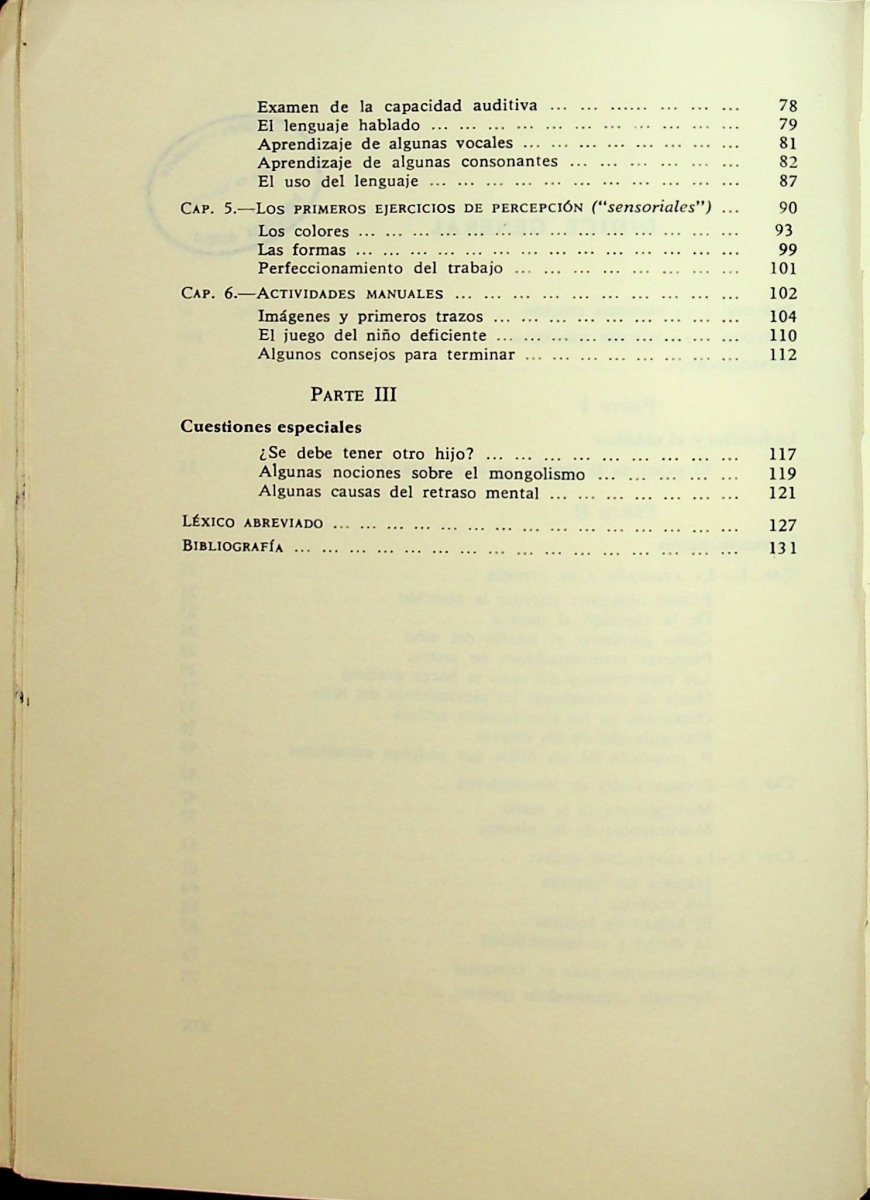 Examen de la capacidad auditiva ... ... ...... ... ... ... 78
El lenguaje hablado ... ... ... ... ... ... ... ... ... ... ... 79
Aprendizaje de algunas vocales ... ... ... ... ... ... ... ... 81
Aprendizaje de algunas consonantes ... ... ... ... ... ... 82
El uso del lenguaje ... ... ... ... ... ... ... ... ... ... ... 87
CAP. 5.—LOS PRIMEROS EJERCICIOS DE PERCEPCIÓN ("sensoriales") ... 90
Los colores ... ... ... ... ... ... ... ... ... ... ... ... ... ... 93
Las formas ... ... ... ... ... ... ... ... ... ... ... ... ... ... 99
Perfeccionamiento del trabajo ... ... ... ... ... ... ... ... 101
CAP. 6.—ACTIVIDADES MANUALES ... ... ... ... ... ... ... ... ... ... 102
Imágenes y primeros trazos ... ... ... ... ... ... ... ... ... 104
El juego del niño deficiente ... ... ... ... ... ... ... ... ... 110
Algunos consejos para terminar ... ... ... ... ... ... ... ... 112
PARTE III
Cuestiones especiales
¿Se debe tener otro hijo? ... ... ... ... ... ... ... ... ... 117
Algunas nociones sobre el mongolismo ... ... ... ... ... 119
Algunas causas del retraso mental ... ... ... ... ... ... ... 121
LÉXICO ABREVIADO ... ... ... ... ... ... ... ... ... ... ... ... ... ... ... 127
BIBLIOGRAFÍA ... ... ... ... ... ... ... ... ... ... ... ... ... ... ... ... 131